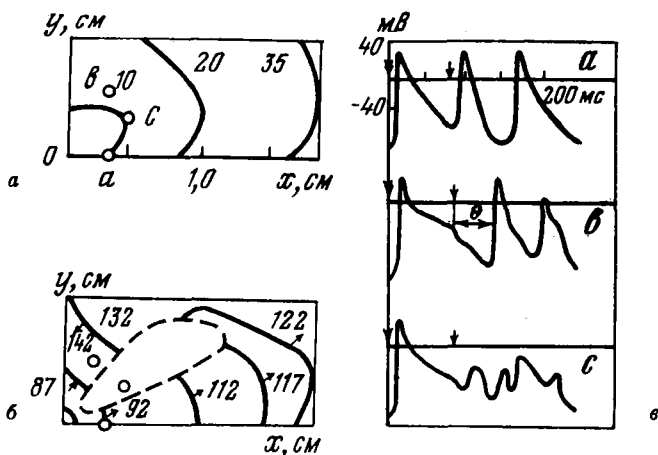 y, см
в 10
20
35
с
0
а
1,0
x, см
а
y, см
132
142
122
87
92
112
117
x, см
б
мВ
40
-40
a
200 мс
θ
в
с
в